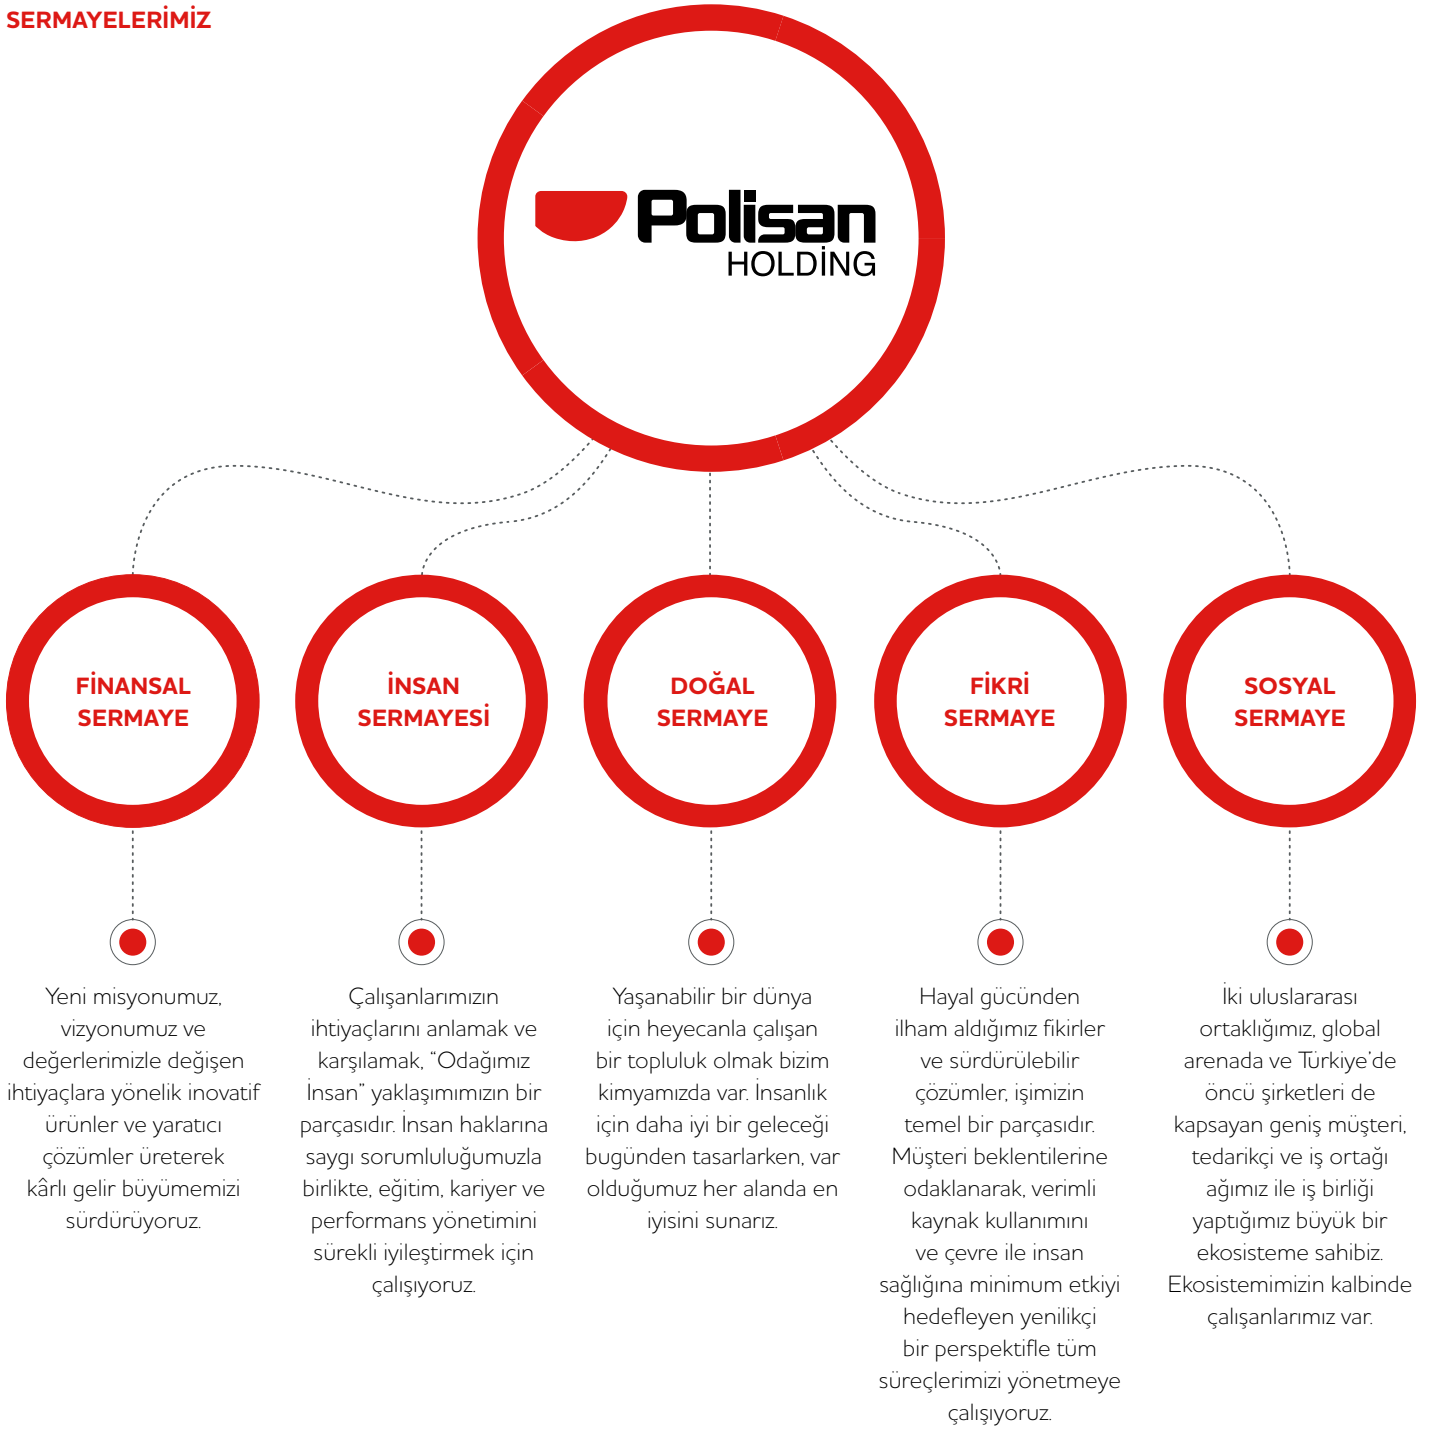 SERMAYELERİMİZ
Polisan
HOLDİNG
FİNANSAL
SERMAYE
Yeni misyonumuz,
vizyonumuz ve
değerlerimizle değişen
ihtiyaçlara yönelik inovatif
ürünler ve yaratıcı
çözümler üreterek
kârlı gelir büyümemizi
sürdürüyoruz.
İNSAN
SERMAYESİ
Çalışanlarımızın
ihtiyaçlarını anlamak ve
karşılamak, “Odağımız
İnsan” yaklaşımımızın bir
parçasıdır. İnsan haklarına
saygı sorumluluğumuzla
birlikte, eğitim, kariyer ve
performans yönetimini
sürekli iyileştirmek için
çalışıyoruz.
DOĞAL
SERMAYE
Yaşanabilir bir dünya
için heyecanla çalışan
bir topluluk olmak bizim
kimyamızda var. İnsanlık
için daha iyi bir geleceği
bugünden tasarlarken, var
olduğumuz her alanda en
iyisini sunarız.
FİKRİ
SERMAYE
Hayal gücünden
ilham aldığımız fikirler
ve sürdürülebilir
çözümler, işimizin
temel bir parçasıdır.
Müşteri beklentilerine
odaklanarak, verimli
kaynak kullanımını
ve çevre ile insan
sağlığına minimum etkiyi
hedefleyen yenilikçi
bir perspektifle tüm
süreçlerimizi yönetmeye
çalışıyoruz.
SOSYAL
SERMAYE
İki uluslararası
ortaklığımız, global
arenada ve Türkiye’de
öncü şirketleri de
kapsayan geniş müşteri,
tedarikçi ve iş ortağı
ağımız ile iş birliği
yaptığımız büyük bir
ekosisteme sahibiz.
Ekosistemimizin kalbinde
çalışanlarımız var.